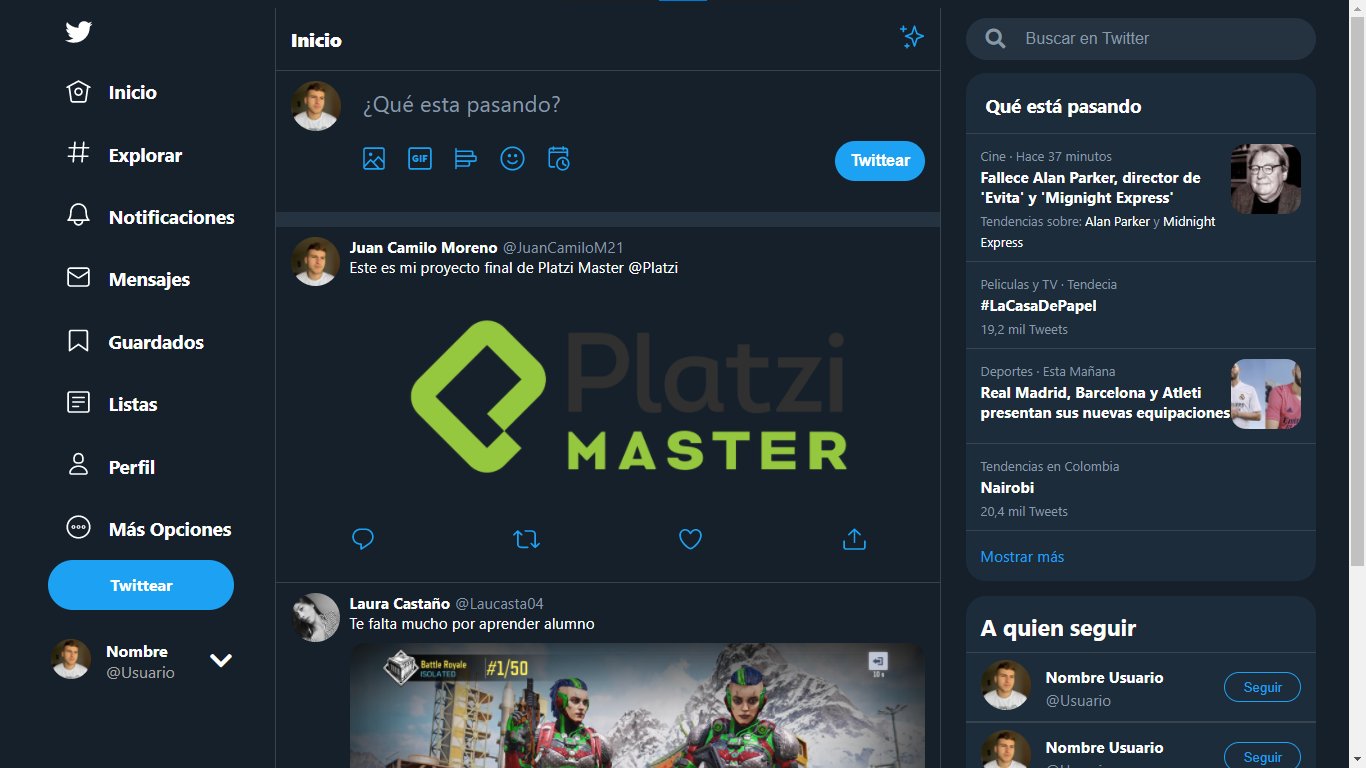 Inicio
Explorar
Notificaciones
Mensajes
Guardados
Listas
Perfil
Más Opciones
Twittear
Nombre
@Usuario
Inicio
¿Qué esta pasando?
GIF
Twittear
Juan Camilo Moreno @JuanCamiloM21
Este es mi proyecto final de Platzi Master @Platzi
Platzi
MASTER
Laura Castaño @Laucasta04
Te falta mucho por aprender alumno
Battle Royale
ISOLATED
#1/50
10 s
Buscar en Twitter
Qué está pasando
Cine · Hace 37 minutos
Fallece Alan Parker, director de
'Evita' y 'Mignight Express'
Tendencias sobre: Alan Parker y Midnight
Express
Peliculas y TV · Tendecia
#LaCasaDePapel
19,2 mil Tweets
Deportes · Esta Mañana
Real Madrid, Barcelona y Atleti
presentan sus nuevas equipaciones
Tendencias en Colombia
Nairobi
20,4 mil Tweets
Mostrar más
A quien seguir
Nombre Usuario
@Usuario
Seguir
Nombre Usuario
Seguir